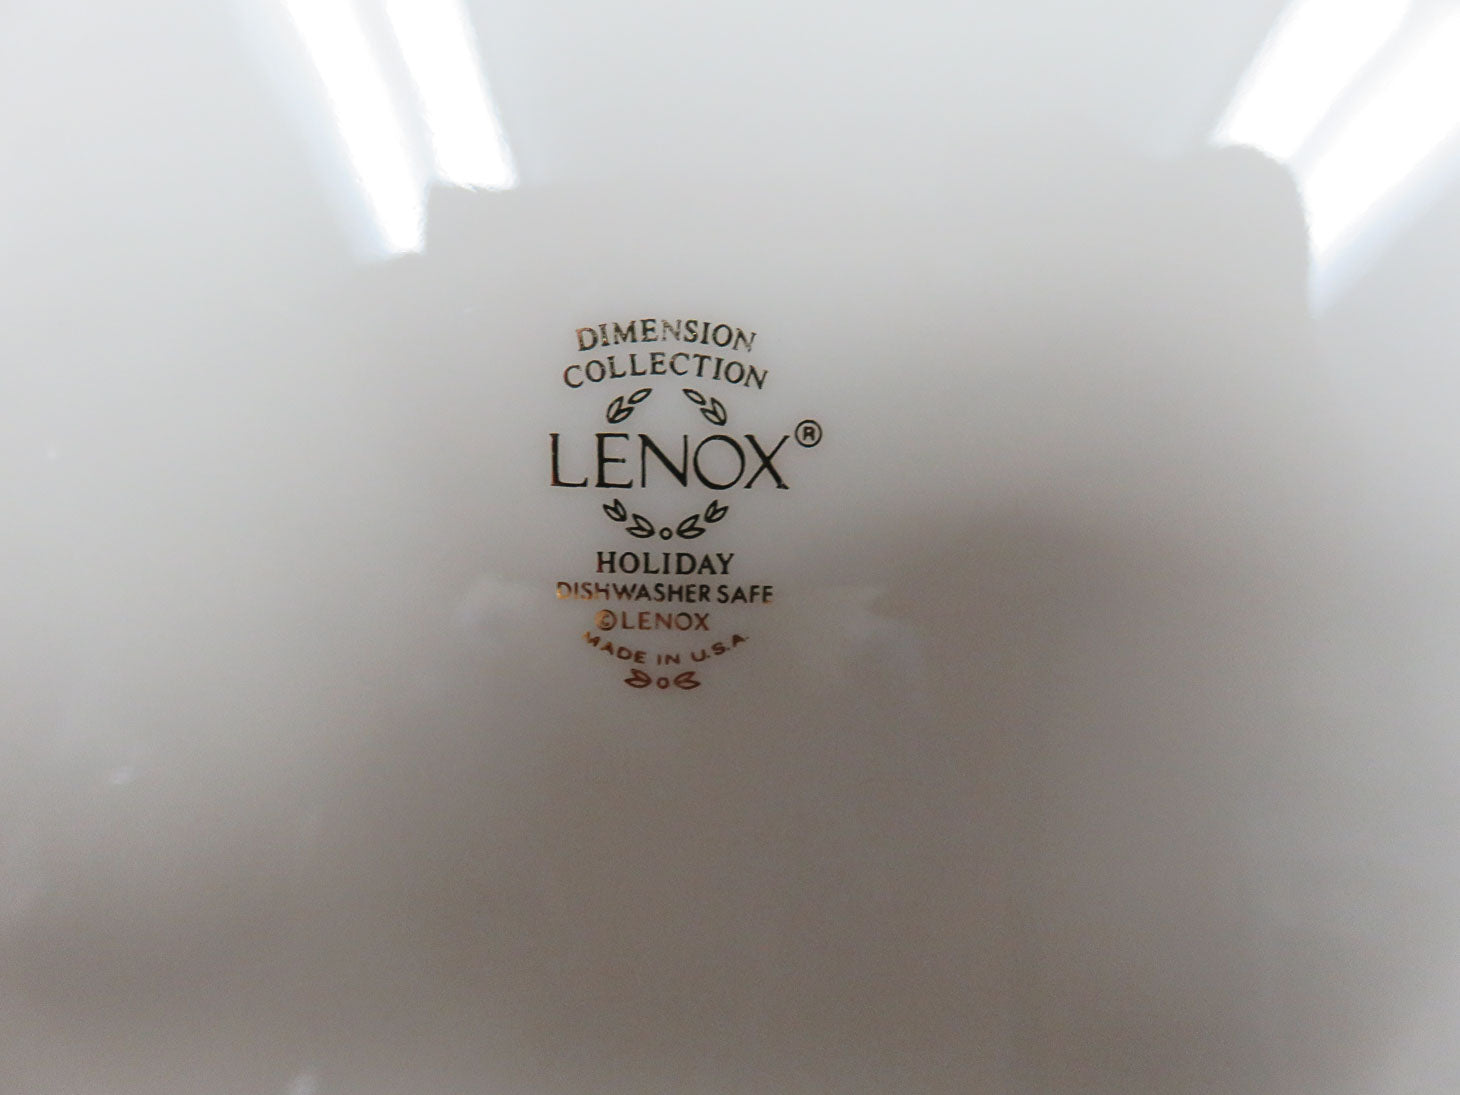 DIMENSION
COLLECTION
LENOX®
HOLIDAY
DISHWASHER SAFE
©LENOX
MADE IN U.S.A.